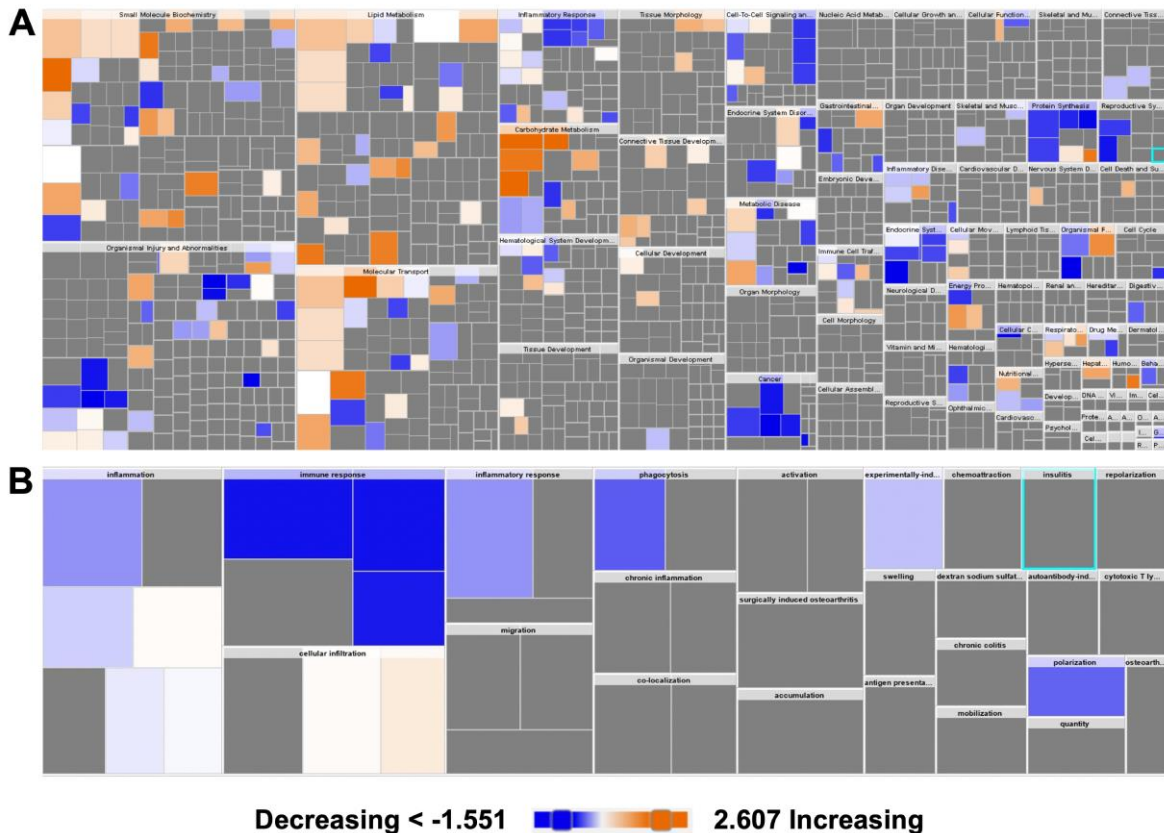 A
Small Molecule Biochemistry
Lipid Metabolism
Inflammatory Response
Tissue Morphology
Cell-To-Cell Signaling an...
Nucleic Acid Metab...
Cellular Growth an...
Cellular Function...
Skeletal and Mu...
Connective Tiss...
Endocrine System Disor...
Gastrointestinal...
Organ Development
Skeletal and Musc...
Protein Synthesis
Reproductive Sy...
Carbohydrate Metabolism
Connective Tissue Developm...
Inflammatory Dise...
Cardiovascular D...
Nervous System D...
Cell Death and Su...
Embryonic Deve...
Metabolic Disease
Organismal Injury and Abnormalities
Hematological System Developm...
Cellular Development
Immune Cell Traf...
Endocrine Syst...
Cellular Mov...
Lymphoid Tis...
Organismal F...
Cell Cycle
Molecular Transport
Organ Morphology
Neurological D...
Energy Pro...
Hematopoi...
Renal an...
Hereditar...
Digestiv...
Cell Morphology
Cellular C...
Respirato...
Drug Me...
Dermatol...
Tissue Development
Organismal Development
Vitamin and Mi...
Hematologi...
Hyperse...
Hepat...
Humo...
Beha...
Cancer
Cellular Assembl...
Nutritional...
Develop...
DNA ...
Vi...
Im...
Cel...
Reproductive S...
Ophthalmic...
Cardiovasc...
Psychol...
Prote...
A...
A...
O...
A...
Cel...
I...
G...
R...
P...
B
inflammation
immune response
inflammatory response
phagocytosis
activation
experimentally-ind...
chemoattraction
insulitis
repolarization
chronic inflammation
surgically induced osteoarthritis
swelling
dextran sodium sulfat...
autoantibody-ind...
cytotoxic T ly...
migration
cellular infiltration
co-localization
accumulation
antigen presenta...
chronic colitis
polarization
osteoarth...
mobilization
quantity
Decreasing < -1.551 2.607 Increasing